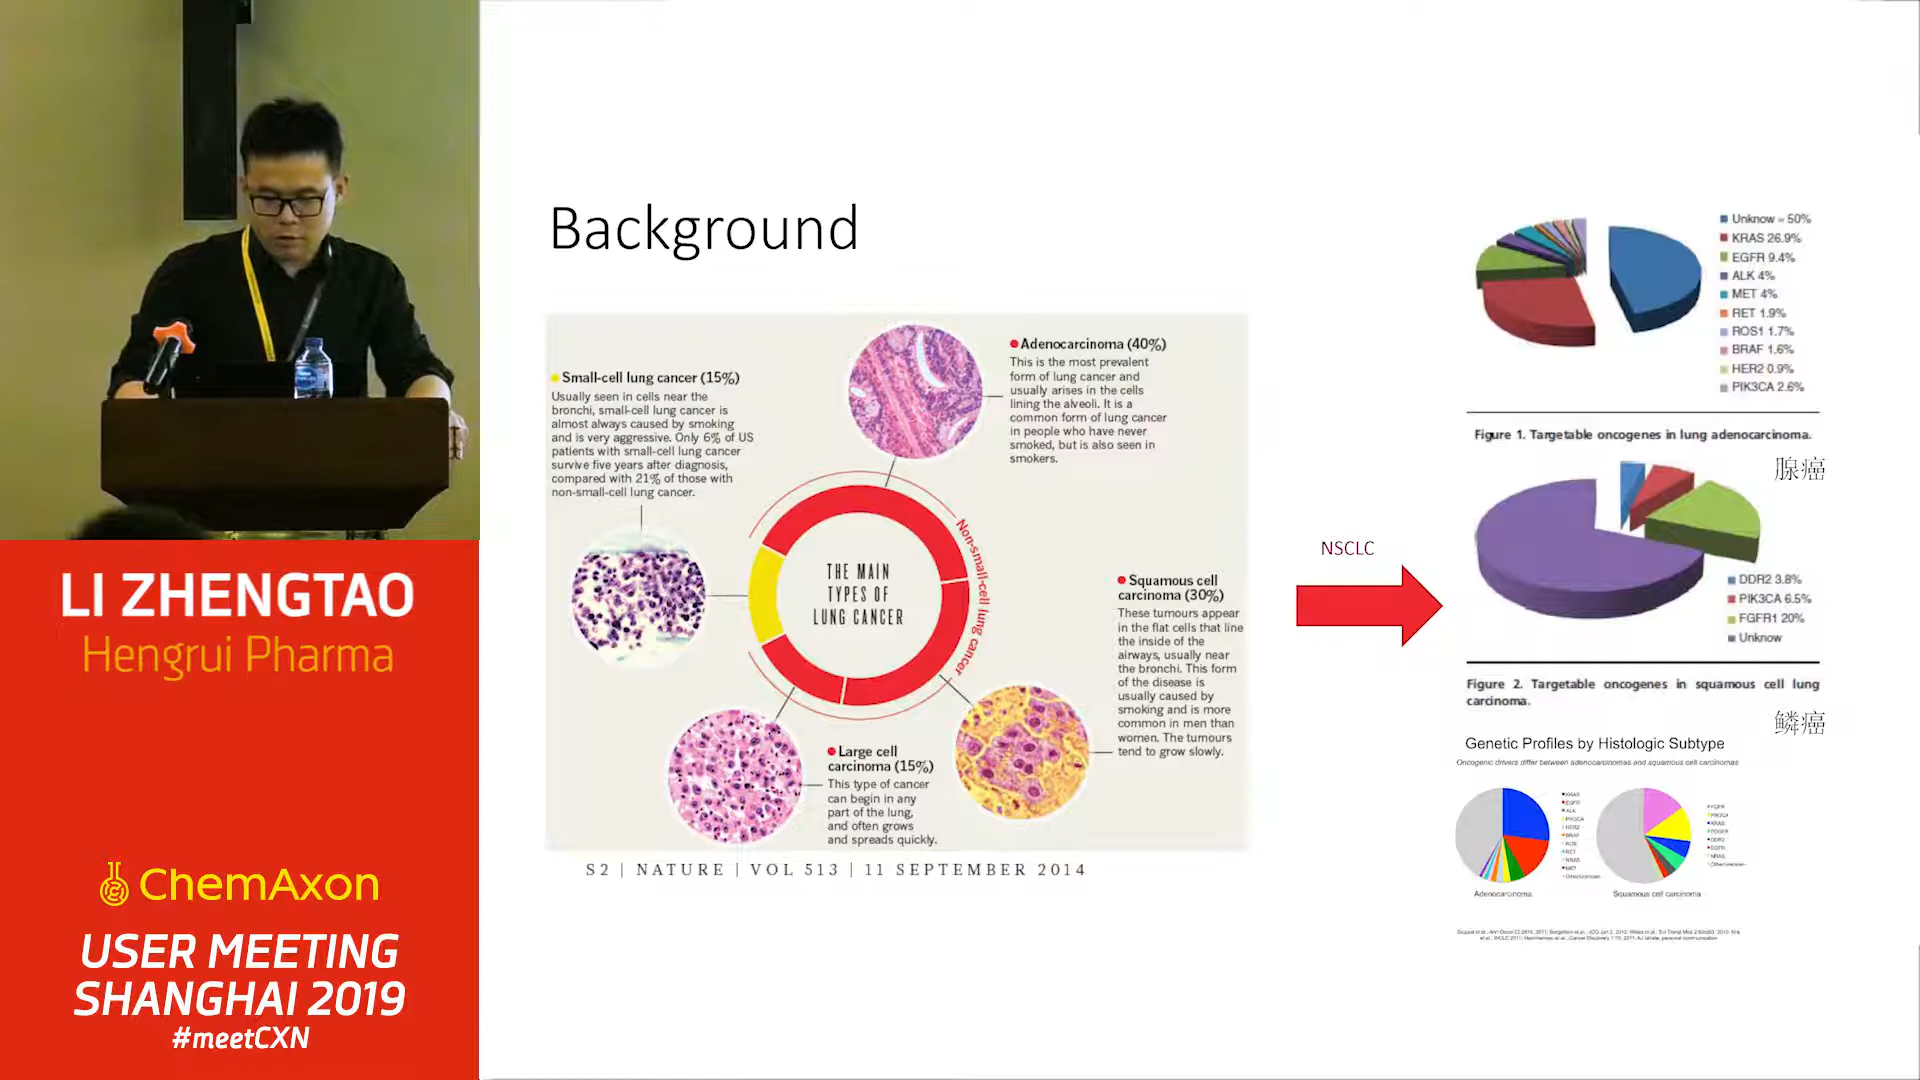 LI ZHENGTAO
Hengrui Pharma
ChemAxon
USER MEETING
SHANGHAI 2019
#meetCXN
Background
Small-cell lung cancer (15%)
Usually seen in cells near the
bronchi, small-cell lung cancer is
almost always caused by smoking
and is very aggressive. Only 6% of US
patients with small-cell lung cancer
survive five years after diagnosis,
compared with 21% of those with
non-small-cell lung cancer.
Adenocarcinoma (40%)
This is the most prevalent
form of lung cancer and
usually arises in the cells
lining the alveoli. It is a
common form of lung cancer
in people who have never
smoked, but is also seen in
smokers.
THE MAIN
TYPES OF
LUNG CANCER
Non-small-cell lung cancer
Squamous cell
carcinoma (30%)
These tumours appear
in the flat cells that line
the inside of the
airways, usually near
the bronchi. This form
of the disease is
usually caused by
smoking and is more
common in men than
women. The tumours
tend to grow slowly.
Large cell
carcinoma (15%)
This type of cancer
can begin in any
part of the lung,
and often grows
and spreads quickly.
S2 | NATURE | VOL 513 | 11 SEPTEMBER 2014
NSCLC
Unknow ≈ 50%
KRAS 26.9%
EGFR 9.4%
ALK 4%
MET 4%
RET 1.9%
ROS1 1.7%
BRAF 1.6%
HER2 0.9%
PIK3CA 2.6%
Figure 1. Targetable oncogenes in lung adenocarcinoma.
腺癌
DDR2 3.8%
PIK3CA 6.5%
FGFR1 20%
Unknow
Figure 2. Targetable oncogenes in squamous cell lung
carcinoma.
鳞癌
Genetic Profiles by Histologic Subtype
Oncogenic drivers differ between adenocarcinomas and squamous cell carcinomas
Adenocarcinoma
Squamous cell carcinoma